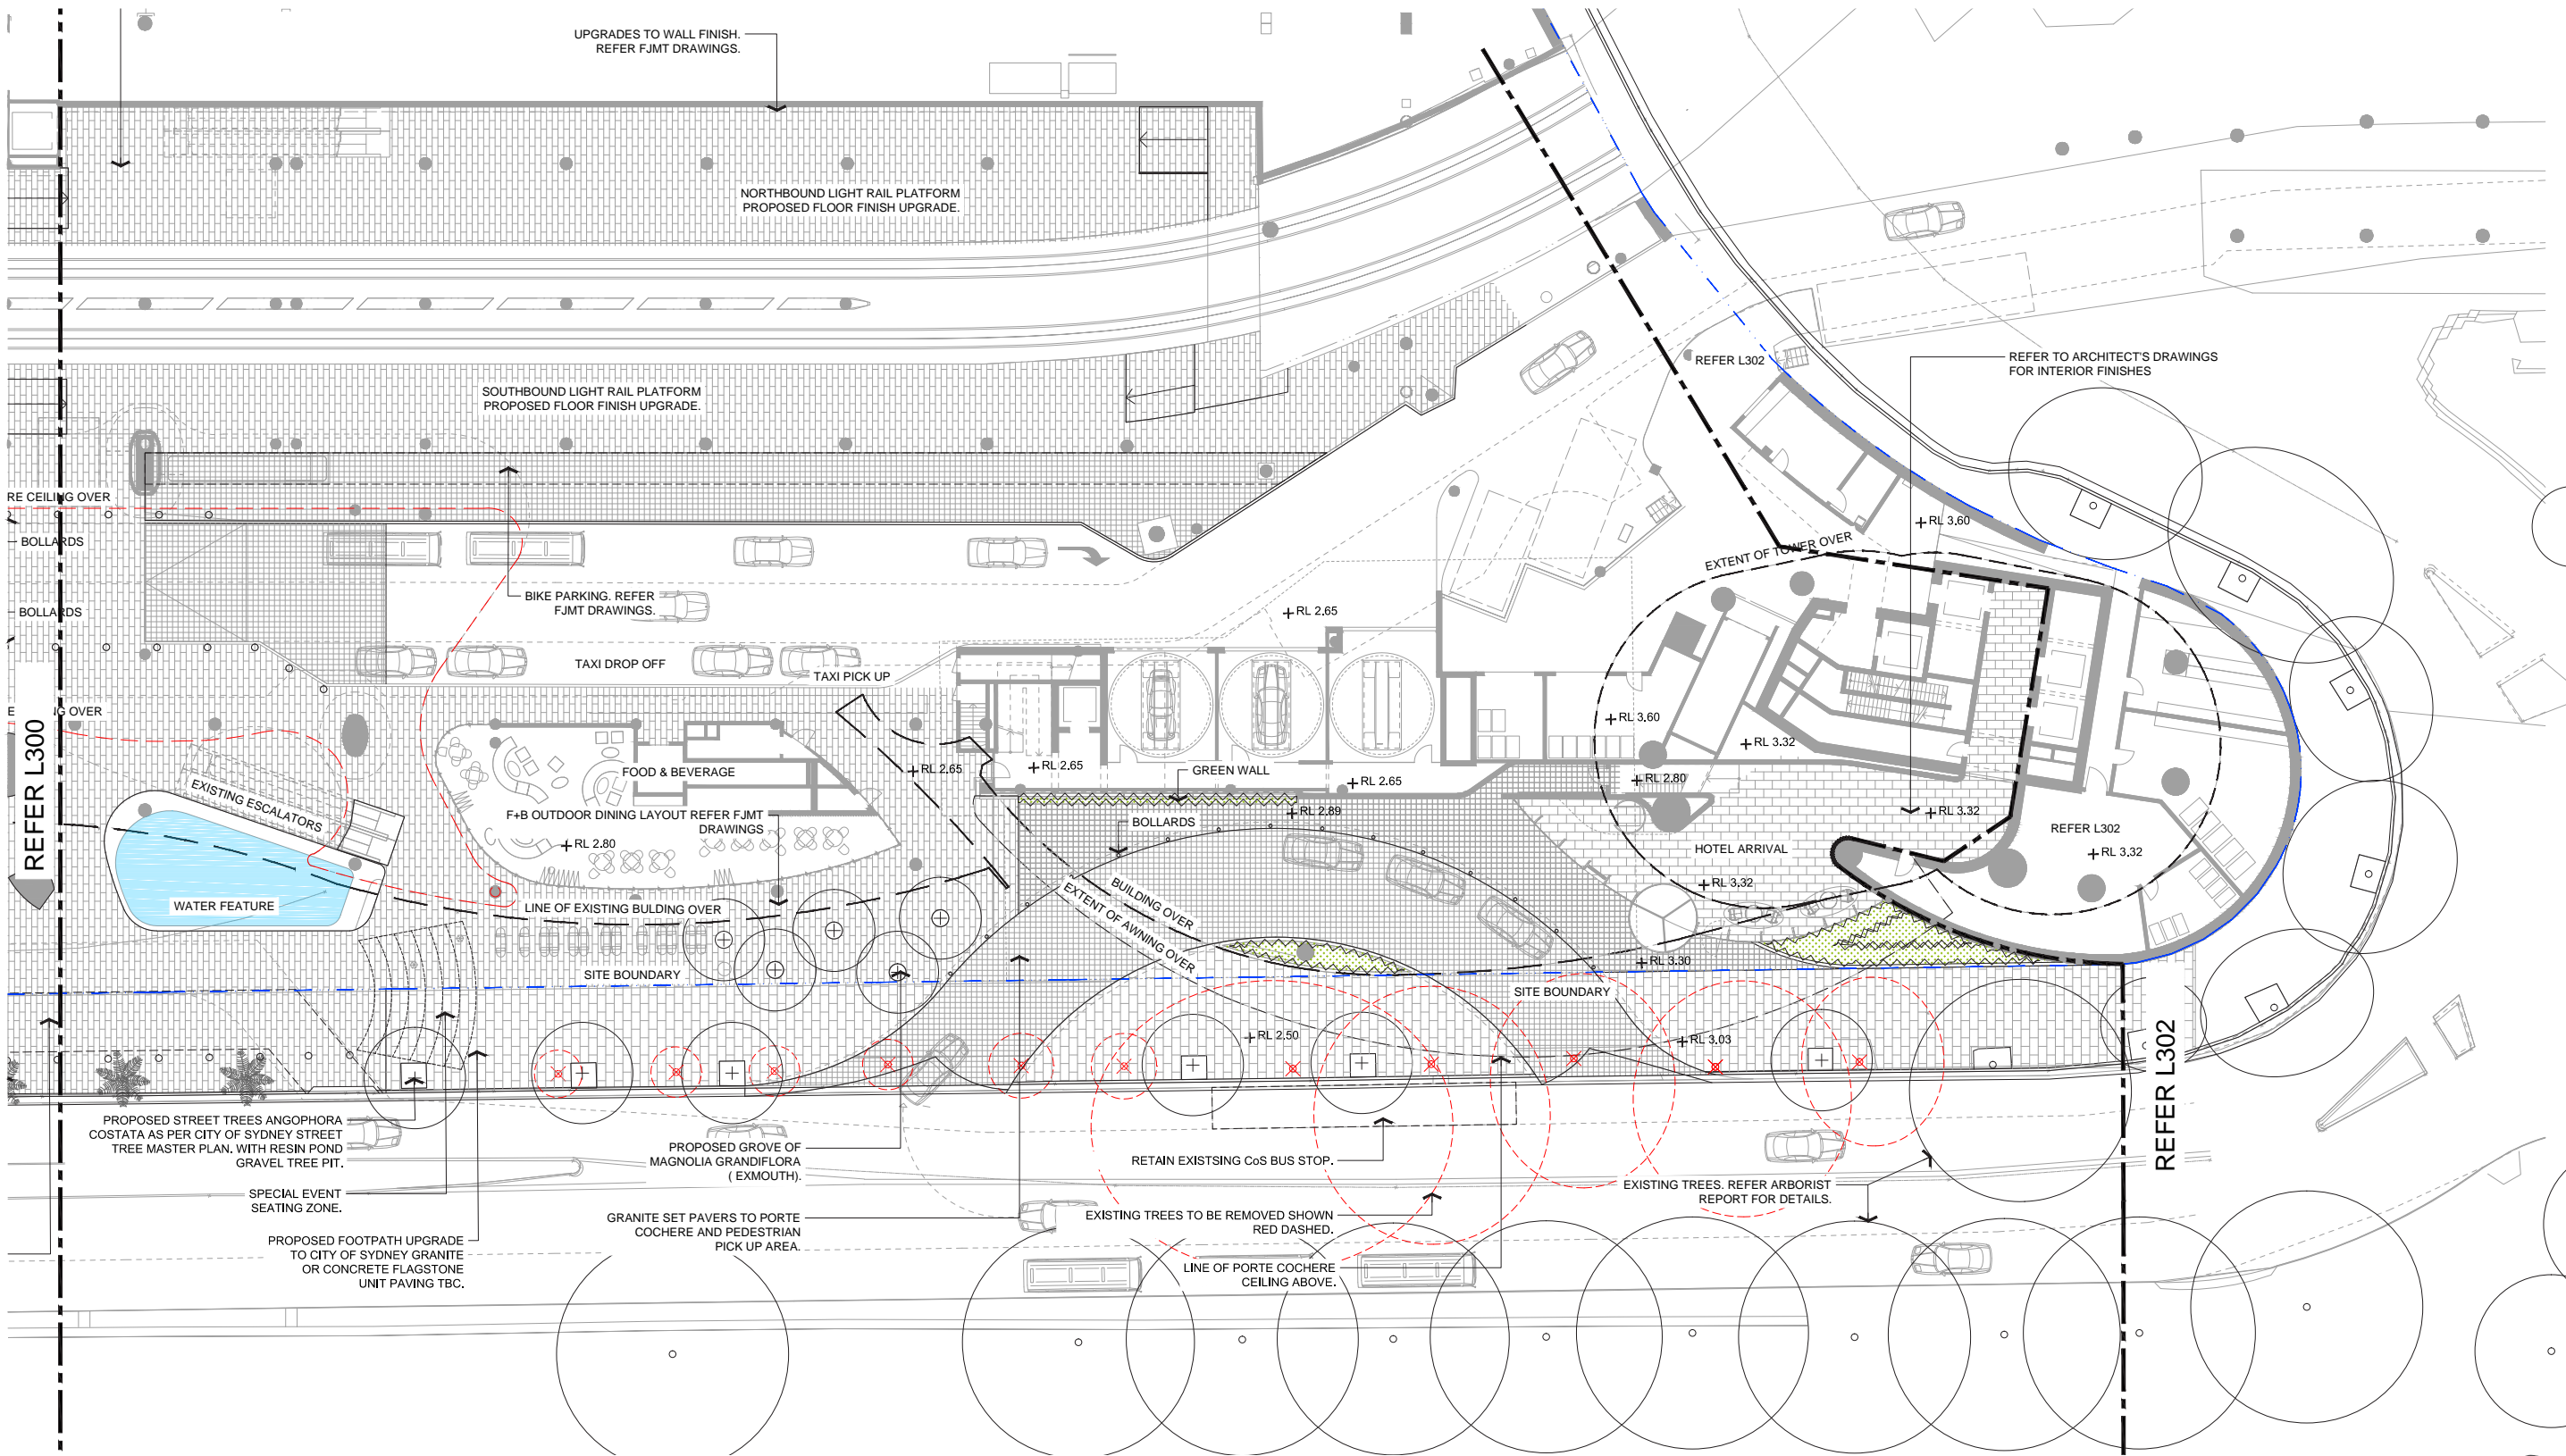 UPGRADES TO WALL FINISH.
REFER FJMT DRAWINGS.
NORTHBOUND LIGHT RAIL PLATFORM
PROPOSED FLOOR FINISH UPGRADE.
SOUTHBOUND LIGHT RAIL PLATFORM
PROPOSED FLOOR FINISH UPGRADE.
REFER L302
REFER TO ARCHITECT'S DRAWINGS
FOR INTERIOR FINISHES
RE CEILING OVER
BOLLARDS
BOLLARDS
BIKE PARKING. REFER
FJMT DRAWINGS.
RL 3.60
EXTENT OF TOWER OVER
RL 2.65
TAXI DROP OFF
TAXI PICK UP
NG OVER
REFER L300
RL 3.60
RL 3.32
FOOD & BEVERAGE
RL 2.65
RL 2.65
GREEN WALL
RL 2.65
RL 2.80
EXISTING ESCALATORS
F+B OUTDOOR DINING LAYOUT REFER FJMT
DRAWINGS
RL 2.89
BOLLARDS
RL 3.32
REFER L302
RL 2.80
HOTEL ARRIVAL
RL 3,32
RL 3.32
WATER FEATURE
LINE OF EXISTING BULDING OVER
BUILDING OVER
EXTENT OF AWNING OVER
SITE BOUNDARY
RL 3.30
SITE BOUNDARY
RL 2.50
RL 3,03
REFER L302
PROPOSED STREET TREES ANGOPHORA
COSTATA AS PER CITY OF SYDNEY STREET
TREE MASTER PLAN. WITH RESIN POND
GRAVEL TREE PIT.
PROPOSED GROVE OF
MAGNOLIA GRANDIFLORA
( EXMOUTH).
RETAIN EXISTSING CoS BUS STOP.
SPECIAL EVENT
SEATING ZONE.
EXISTING TREES. REFER ARBORIST
REPORT FOR DETAILS.
GRANITE SET PAVERS TO PORTE
COCHERE AND PEDESTRIAN
PICK UP AREA.
EXISTING TREES TO BE REMOVED SHOWN
RED DASHED.
PROPOSED FOOTPATH UPGRADE
TO CITY OF SYDNEY GRANITE
OR CONCRETE FLAGSTONE
UNIT PAVING TBC.
LINE OF PORTE COCHERE
CEILING ABOVE.